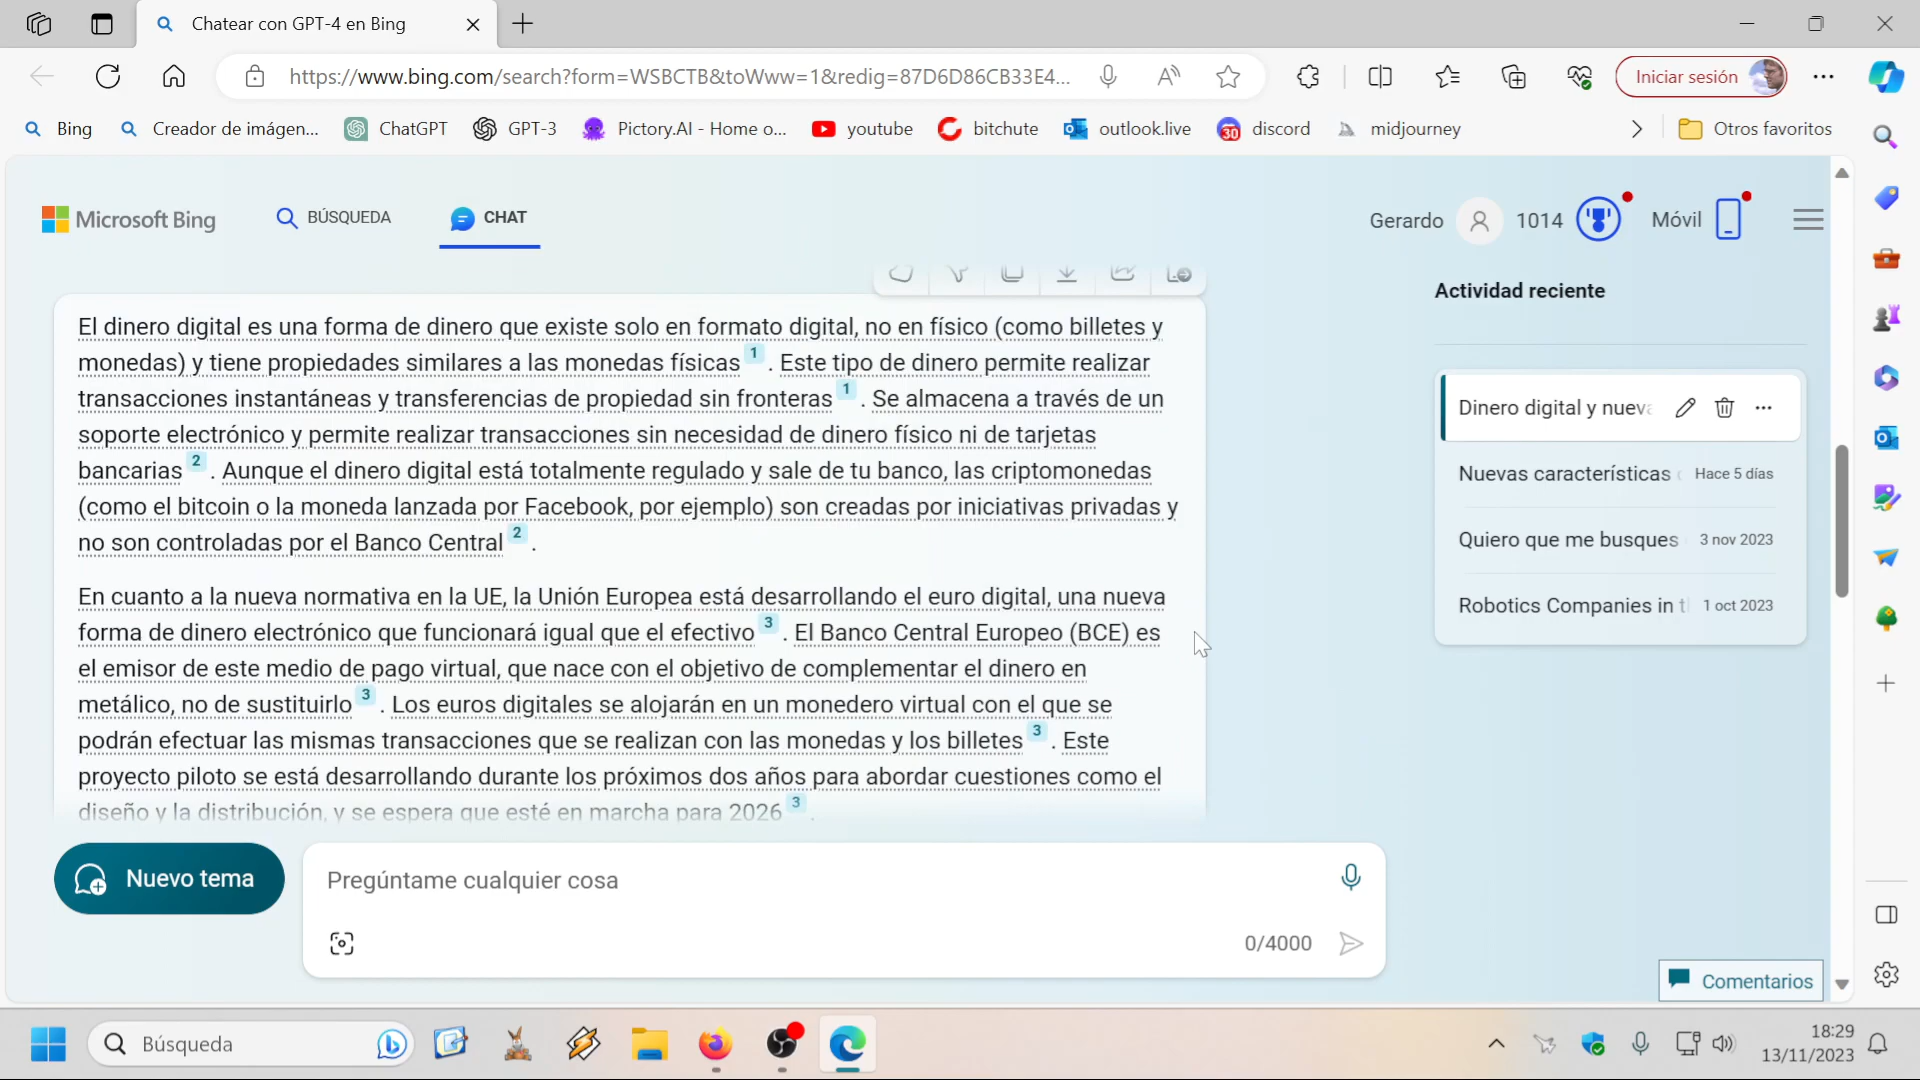 Chatear con GPT-4 en Bing
https://www.bing.com/search?form=WSBCTB&toWww=1&redig=87D6D86CB33E4...
Iniciar sesión
Bing
Creador de imágen...
ChatGPT
GPT-3
Pictory.AI - Home o...
youtube
bitchute
30
outlook.live
discord
midjourney
Otros favoritos
Microsoft Bing
BÚSQUEDA
CHAT
Gerardo
1014
Móvil
El dinero digital es una forma de dinero que existe solo en formato digital, no en físico (como billetes y
monedas) y tiene propiedades similares a las monedas físicas 1 . Este tipo de dinero permite realizar
transacciones instantáneas y transferencias de propiedad sin fronteras 1 . Se almacena a través de un
soporte electrónico y permite realizar transacciones sin necesidad de dinero físico ni de tarjetas
bancarias 2 . Aunque el dinero digital está totalmente regulado y sale de tu banco, las criptomonedas
(como el bitcoin o la moneda lanzada por Facebook, por ejemplo) son creadas por iniciativas privadas y
no son controladas por el Banco Central 2 .
En cuanto a la nueva normativa en la UE, la Unión Europea está desarrollando el euro digital, una nueva
forma de dinero electrónico que funcionará igual que el efectivo 3 . El Banco Central Europeo (BCE) es
el emisor de este medio de pago virtual, que nace con el objetivo de complementar el dinero en
metálico, no de sustituirlo 3 . Los euros digitales se alojarán en un monedero virtual con el que se
podrán efectuar las mismas transacciones que se realizan con las monedas y los billetes 3 . Este
proyecto piloto se está desarrollando durante los próximos dos años para abordar cuestiones como el
diseño y la distribución, y se espera que esté en marcha para 2026 3 .
Actividad reciente
Dinero digital y nueva
Nuevas características
Hace 5 días
Quiero que me busques
3 nov 2023
Robotics Companies in t
1 oct 2023
Nuevo tema
Pregúntame cualquier cosa
0/4000
Comentarios
Búsqueda
18:29
13/11/2023